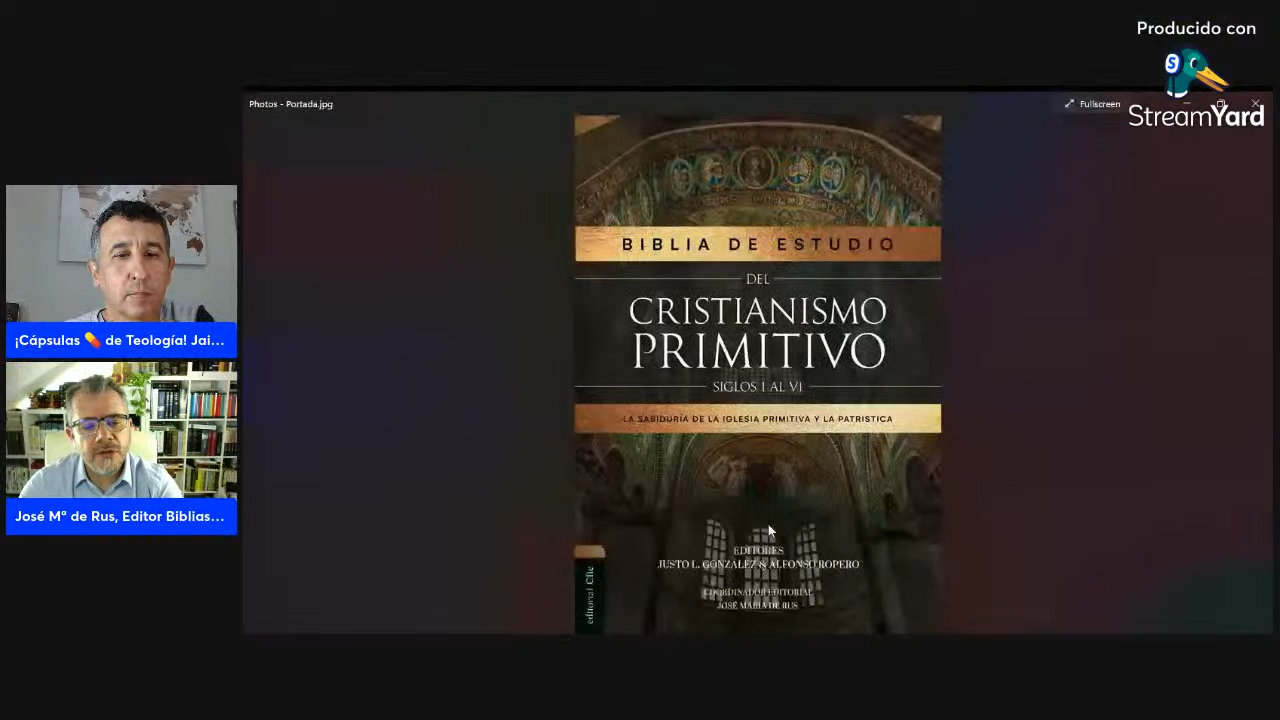 Producido con
StreamYard
Photos - Portada.jpg
Fullscreen
BIBLIA DE ESTUDIO
DEL
CRISTIANISMO
PRIMITIVO
SIGLOS I AL VI
LA SABIDURÍA DE LA IGLESIA PRIMITIVA Y LA PATRÍSTICA
EDITORES
JUSTO L. GONZÁLEZ & ALFONSO ROPERO
COORDINADOR EDITORIAL
JOSÉ MARÍA DE RUS
editorial Clie
¡Cápsulas 💊 de Teología! Jai...
José Mª de Rus, Editor Biblias...